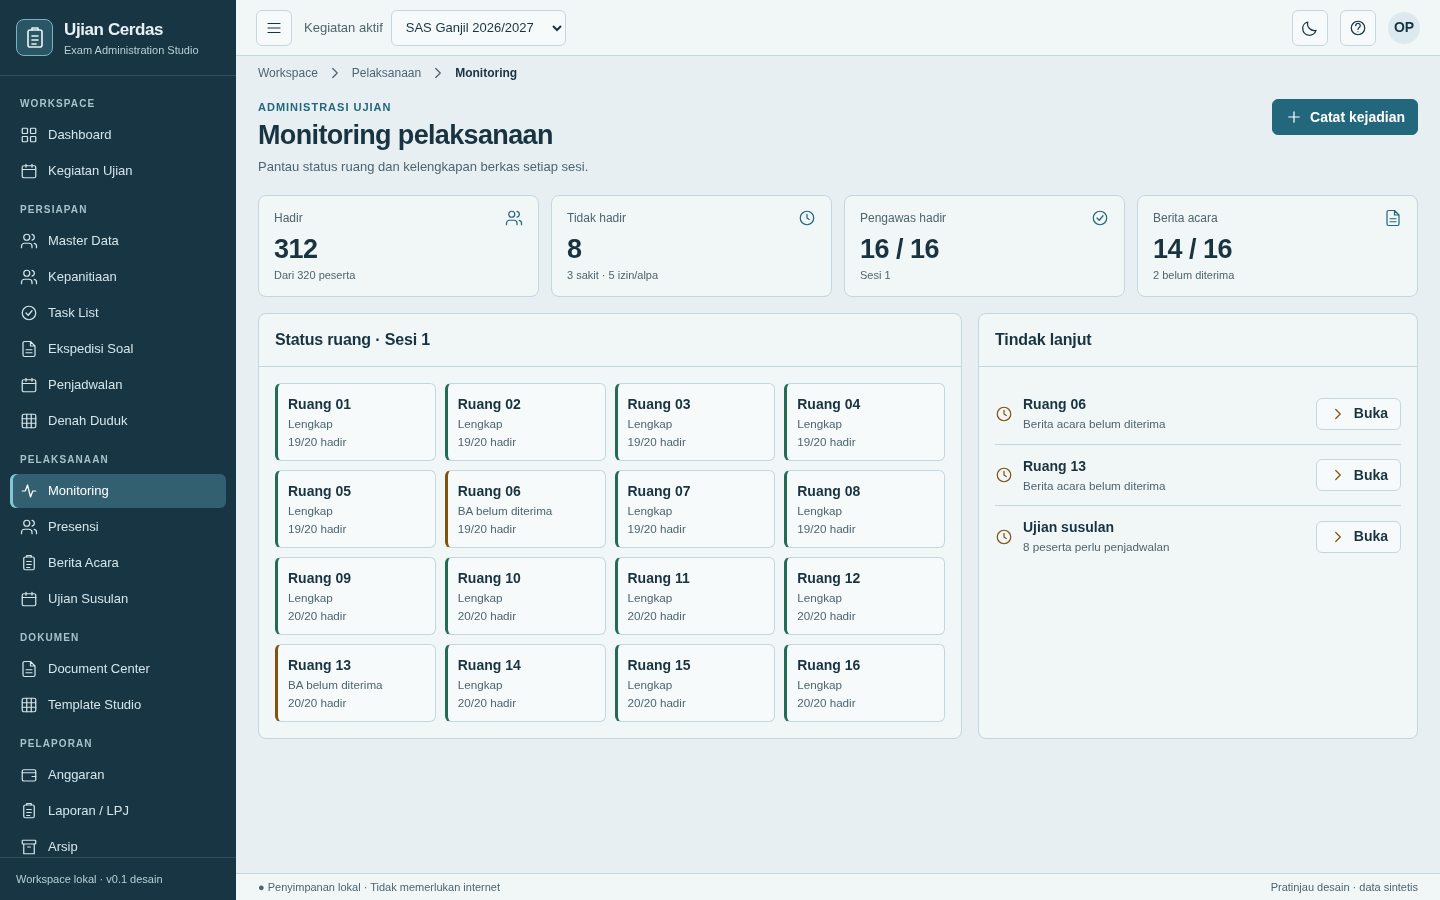 Ujian Cerdas
Exam Administration Studio
WORKSPACE
Dashboard
Kegiatan Ujian
PERSIAPAN
Master Data
Kepanitiaan
Task List
Ekspedisi Soal
Penjadwalan
Denah Duduk
PELAKSANAAN
Monitoring
Presensi
Berita Acara
Ujian Susulan
DOKUMEN
Document Center
Template Studio
PELAPORAN
Anggaran
Laporan / LPJ
Arsip
Workspace lokal · v0.1 desain
Kegiatan aktif SAS Ganjil 2026/2027
OP
Workspace Pelaksanaan Monitoring
ADMINISTRASI UJIAN
Monitoring pelaksanaan
Pantau status ruang dan kelengkapan berkas setiap sesi.
Catat kejadian
Hadir
312
Dari 320 peserta
Tidak hadir
8
3 sakit · 5 izin/alpa
Pengawas hadir
16 / 16
Sesi 1
Berita acara
14 / 16
2 belum diterima
Status ruang · Sesi 1
Ruang 01
Lengkap
19/20 hadir
Ruang 02
Lengkap
19/20 hadir
Ruang 03
Lengkap
19/20 hadir
Ruang 04
Lengkap
19/20 hadir
Ruang 05
Lengkap
19/20 hadir
Ruang 06
BA belum diterima
19/20 hadir
Ruang 07
Lengkap
19/20 hadir
Ruang 08
Lengkap
19/20 hadir
Ruang 09
Lengkap
20/20 hadir
Ruang 10
Lengkap
20/20 hadir
Ruang 11
Lengkap
20/20 hadir
Ruang 12
Lengkap
20/20 hadir
Ruang 13
BA belum diterima
20/20 hadir
Ruang 14
Lengkap
20/20 hadir
Ruang 15
Lengkap
20/20 hadir
Ruang 16
Lengkap
20/20 hadir
Tindak lanjut
Ruang 06
Berita acara belum diterima
Buka
Ruang 13
Berita acara belum diterima
Buka
Ujian susulan
8 peserta perlu penjadwalan
Buka
● Penyimpanan lokal · Tidak memerlukan internet
Pratinjau desain · data sintetis